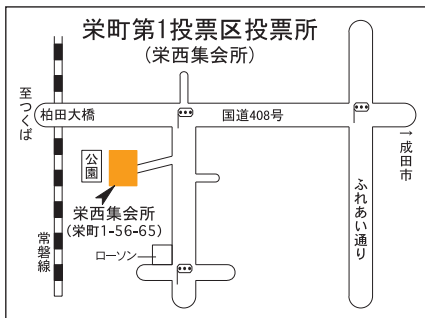 栄町第1投票区投票所
(栄西集会所)
至つくば
柏田大橋
国道408号
→成田市
公園
栄西集会所
(栄町1-56-65)
ふれあい通り
常磐線
ローソン